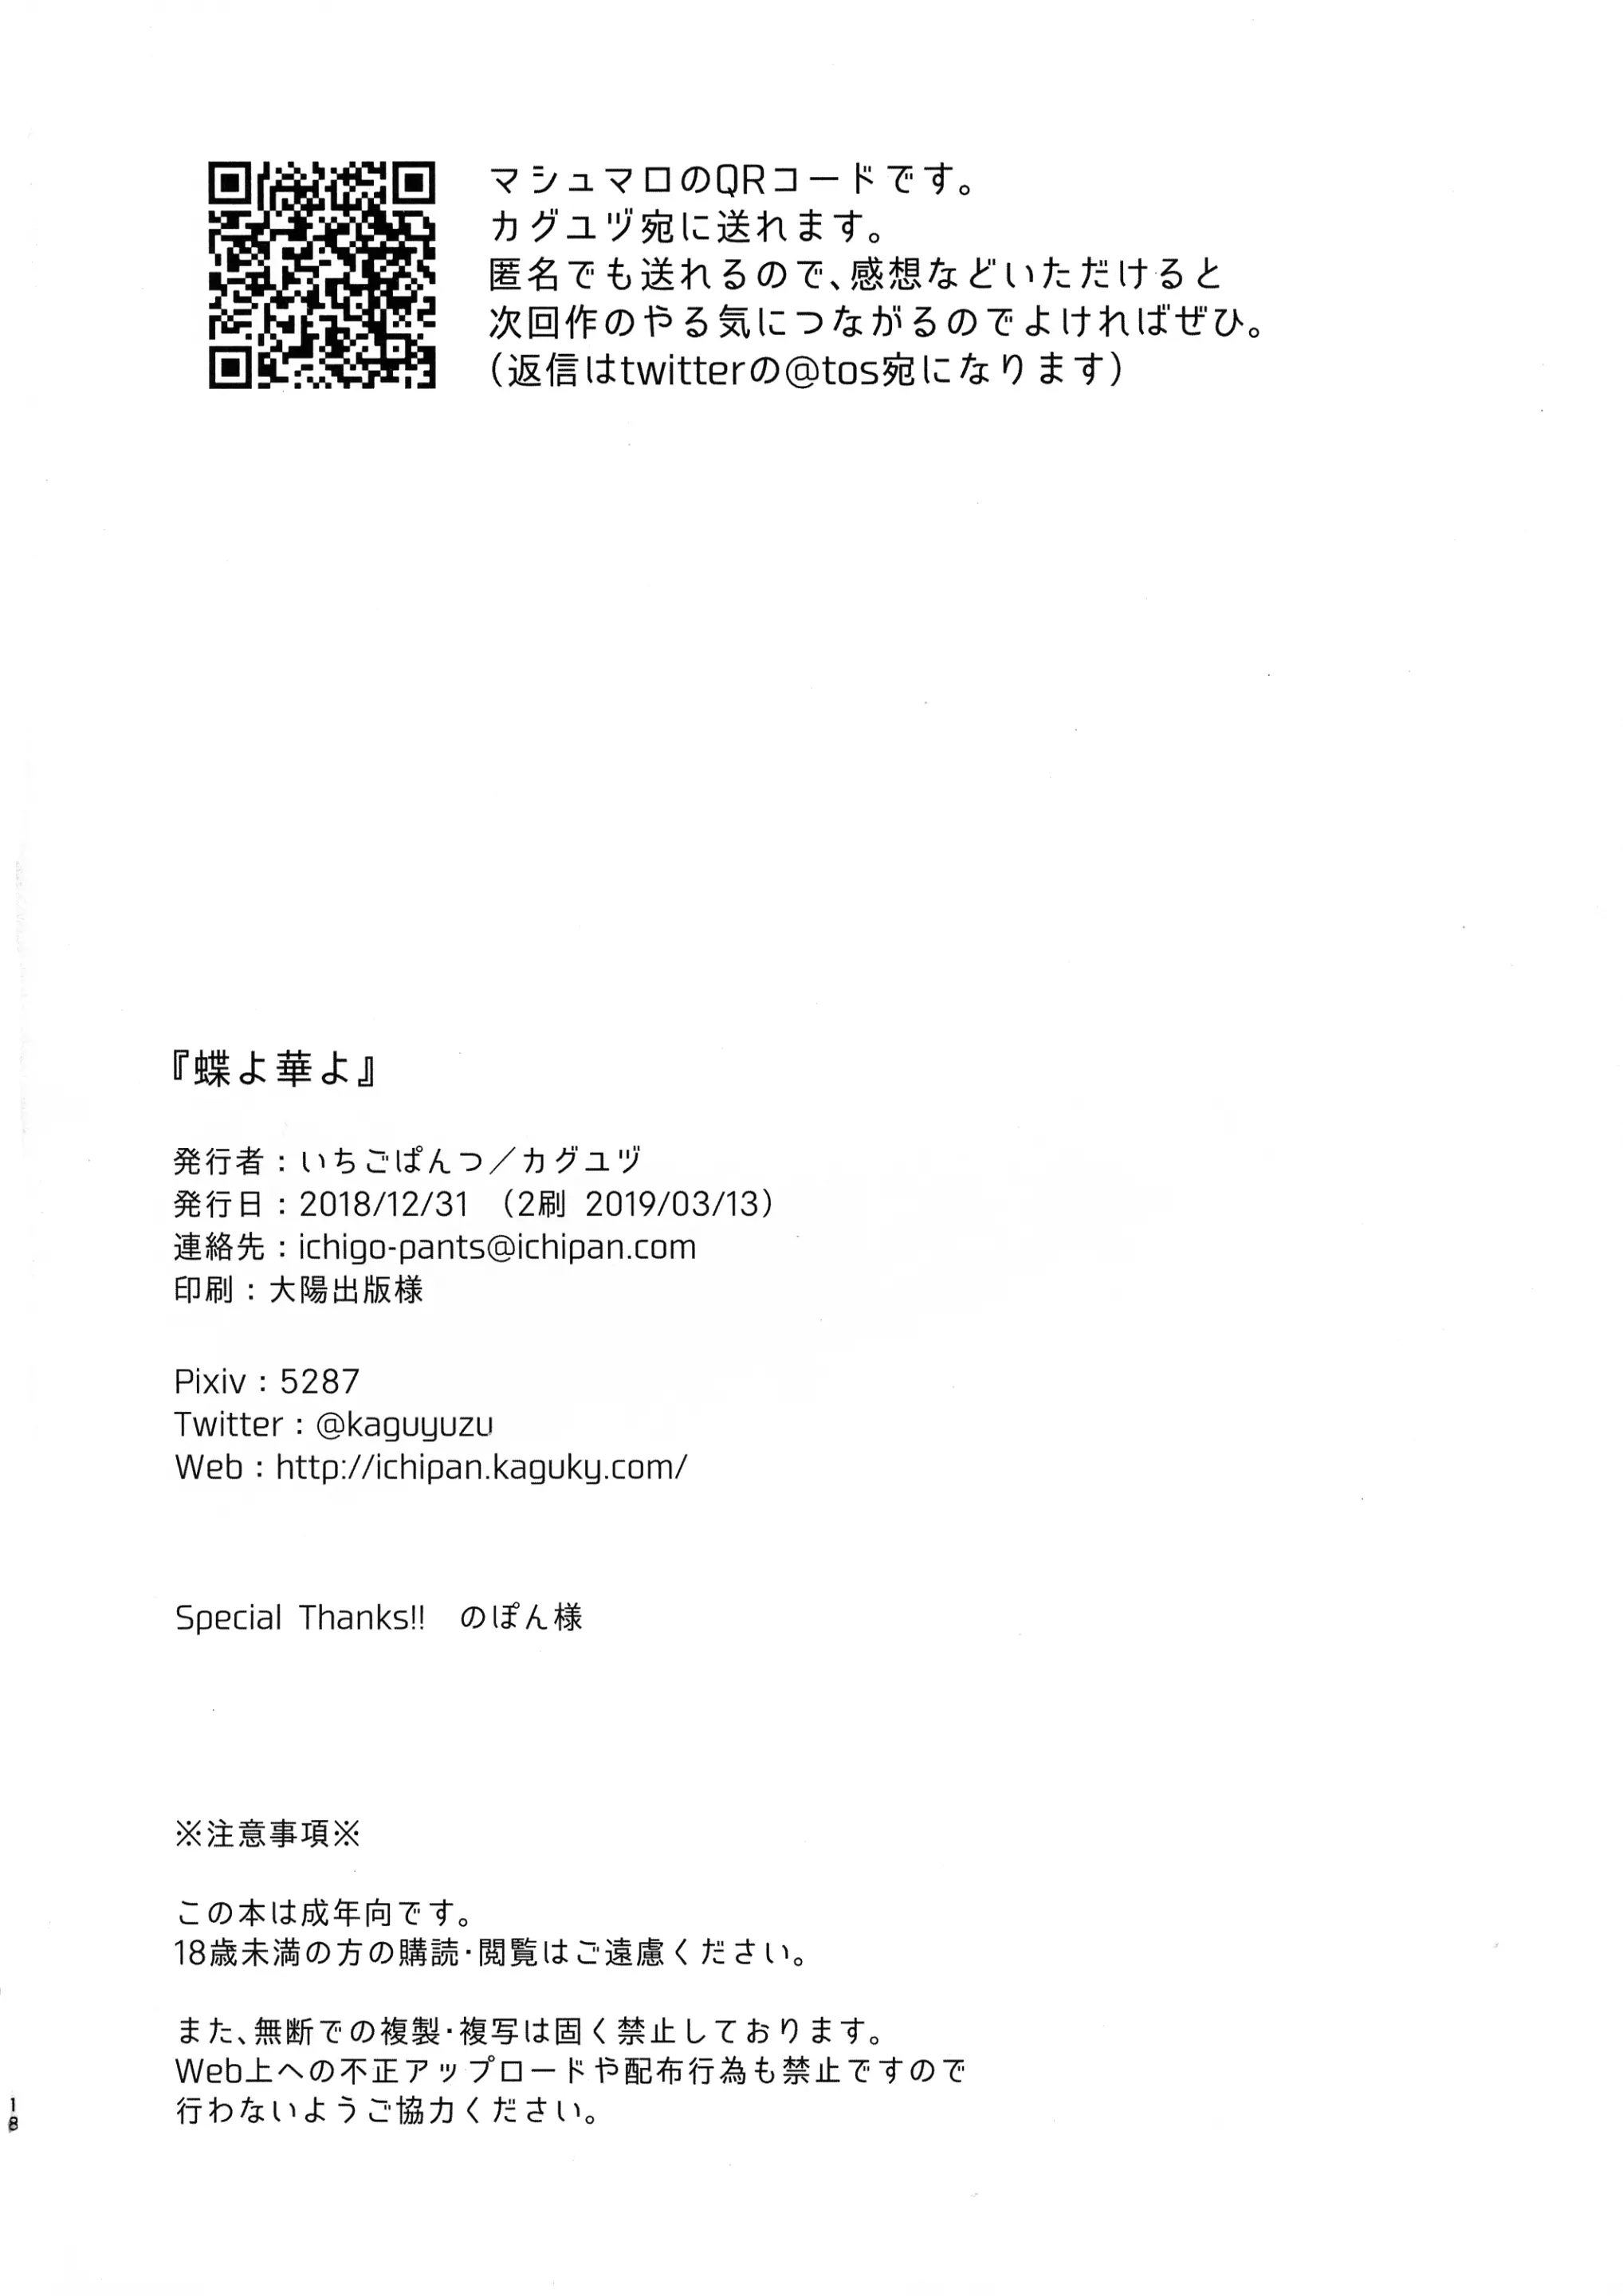 マシュマロのQRコードです。
カグユヅ宛に送れます。
匿名でも送れるので、感想などいただけると
次回作のやる気につながるのでよければぜひ。
(返信はtwitterの@tos宛になります)
『蝶よ華よ』
発行者：いちごぱんつ／カグユヅ
発行日：2018/12/31 (2刷 2019/03/13)
連絡先：ichigo-pants@ichipan.com
印刷：大陽出版様
Pixiv：5287
Twitter：@kaguyuzu
Web：http://ichipan.kaguky.com/
Special Thanks!! のぽん様
※注意事項※
この本は成年向です。
18歳未満の方の購読・閲覧はご遠慮ください。
また、無断での複製・複写は固く禁止しております。
Web上への不正アップロードや配布行為も禁止ですので
行わないようご協力ください。
18